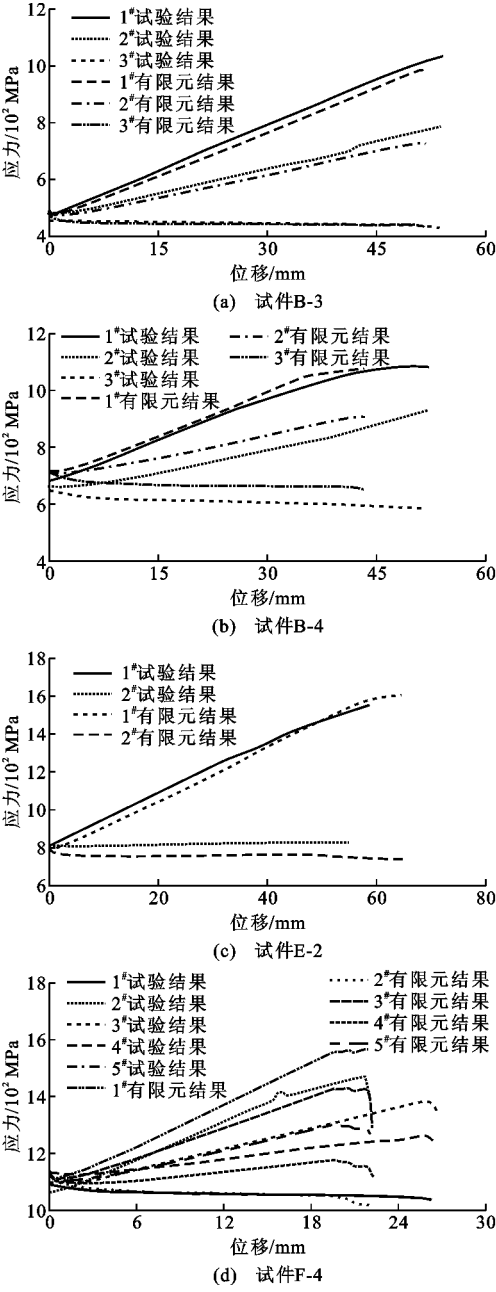 12
10
8
6
4
应力/10² MPa
1#试验结果
2#试验结果
3#试验结果
1#有限元结果
2#有限元结果
3#有限元结果
0 15 30 45 60
位移/mm
(a) 试件B-3
12
10
8
6
4
应力/10² MPa
1#试验结果 2#有限元结果
2#试验结果 3#有限元结果
3#试验结果
1#有限元结果
0 15 30 45 60
位移/mm
(b) 试件B-4
18
16
14
12
10
8
6
应力/10² MPa
1#试验结果
2#试验结果
1#有限元结果
2#有限元结果
0 20 40 60 80
位移/mm
(c) 试件E-2
18
16
14
12
10
应力/10² MPa
1#试验结果 2#有限元结果
2#试验结果 3#有限元结果
3#试验结果 4#有限元结果
4#试验结果 5#有限元结果
5#试验结果
1#有限元结果
0 6 12 18 24 30
位移/mm
(d) 试件F-4